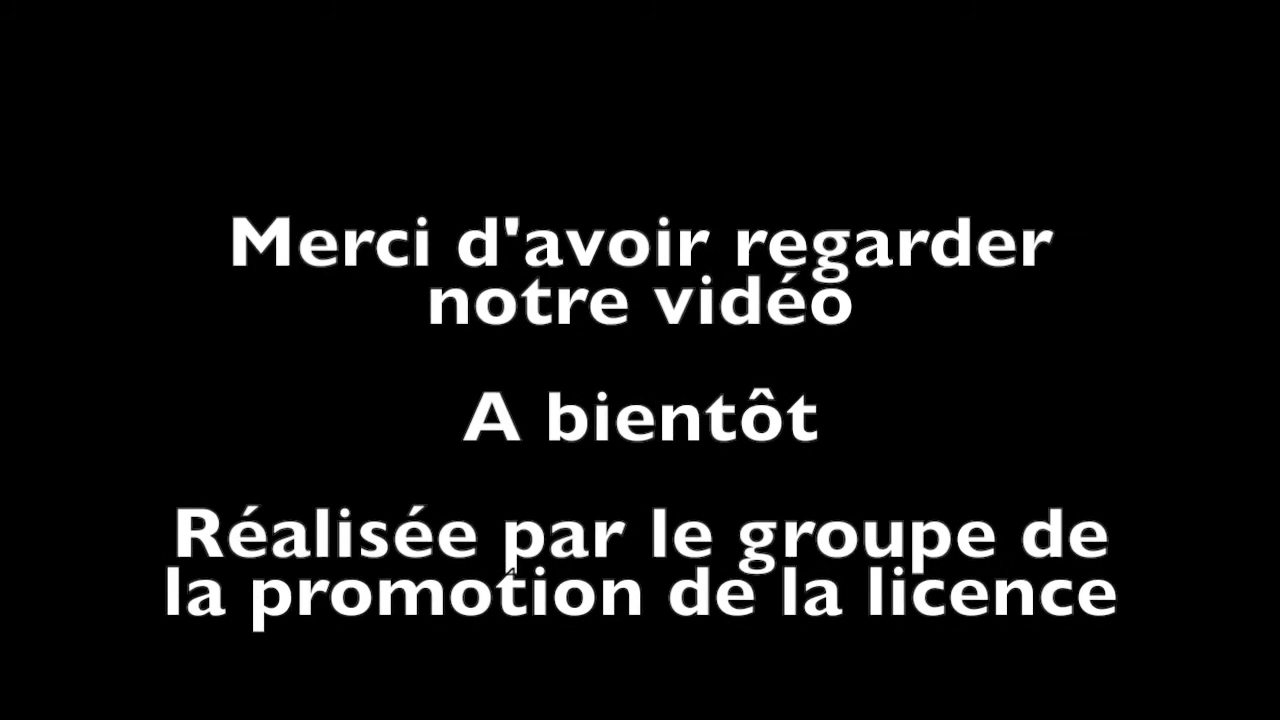 Merci d'avoir regarder
notre vidéo
A bientôt
Réalisée par le groupe de
la promotion de la licence